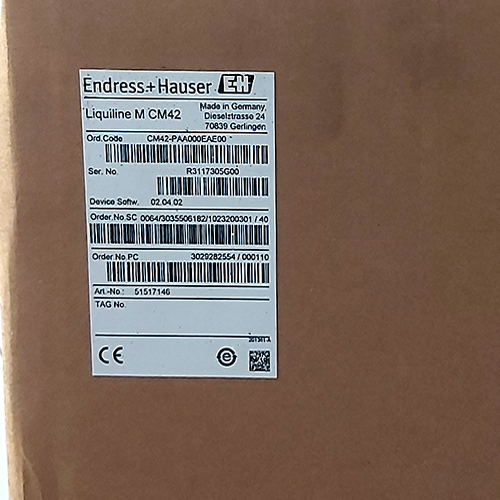 Endress+Hauser EH
Liquiline M CM42
Made in Germany,
Dieselstrasse 24
70839 Gerlingen
Ord.Code CM42-PAA000EAE00
Ser. No. R3117305G00
Device Softw. 02.04.02
Order.No.SC 0064/3035506182/1023200301 / 40
Order.No PC 3029282554 / 000110
Art.-No.: 51517146
TAG No.
CE e